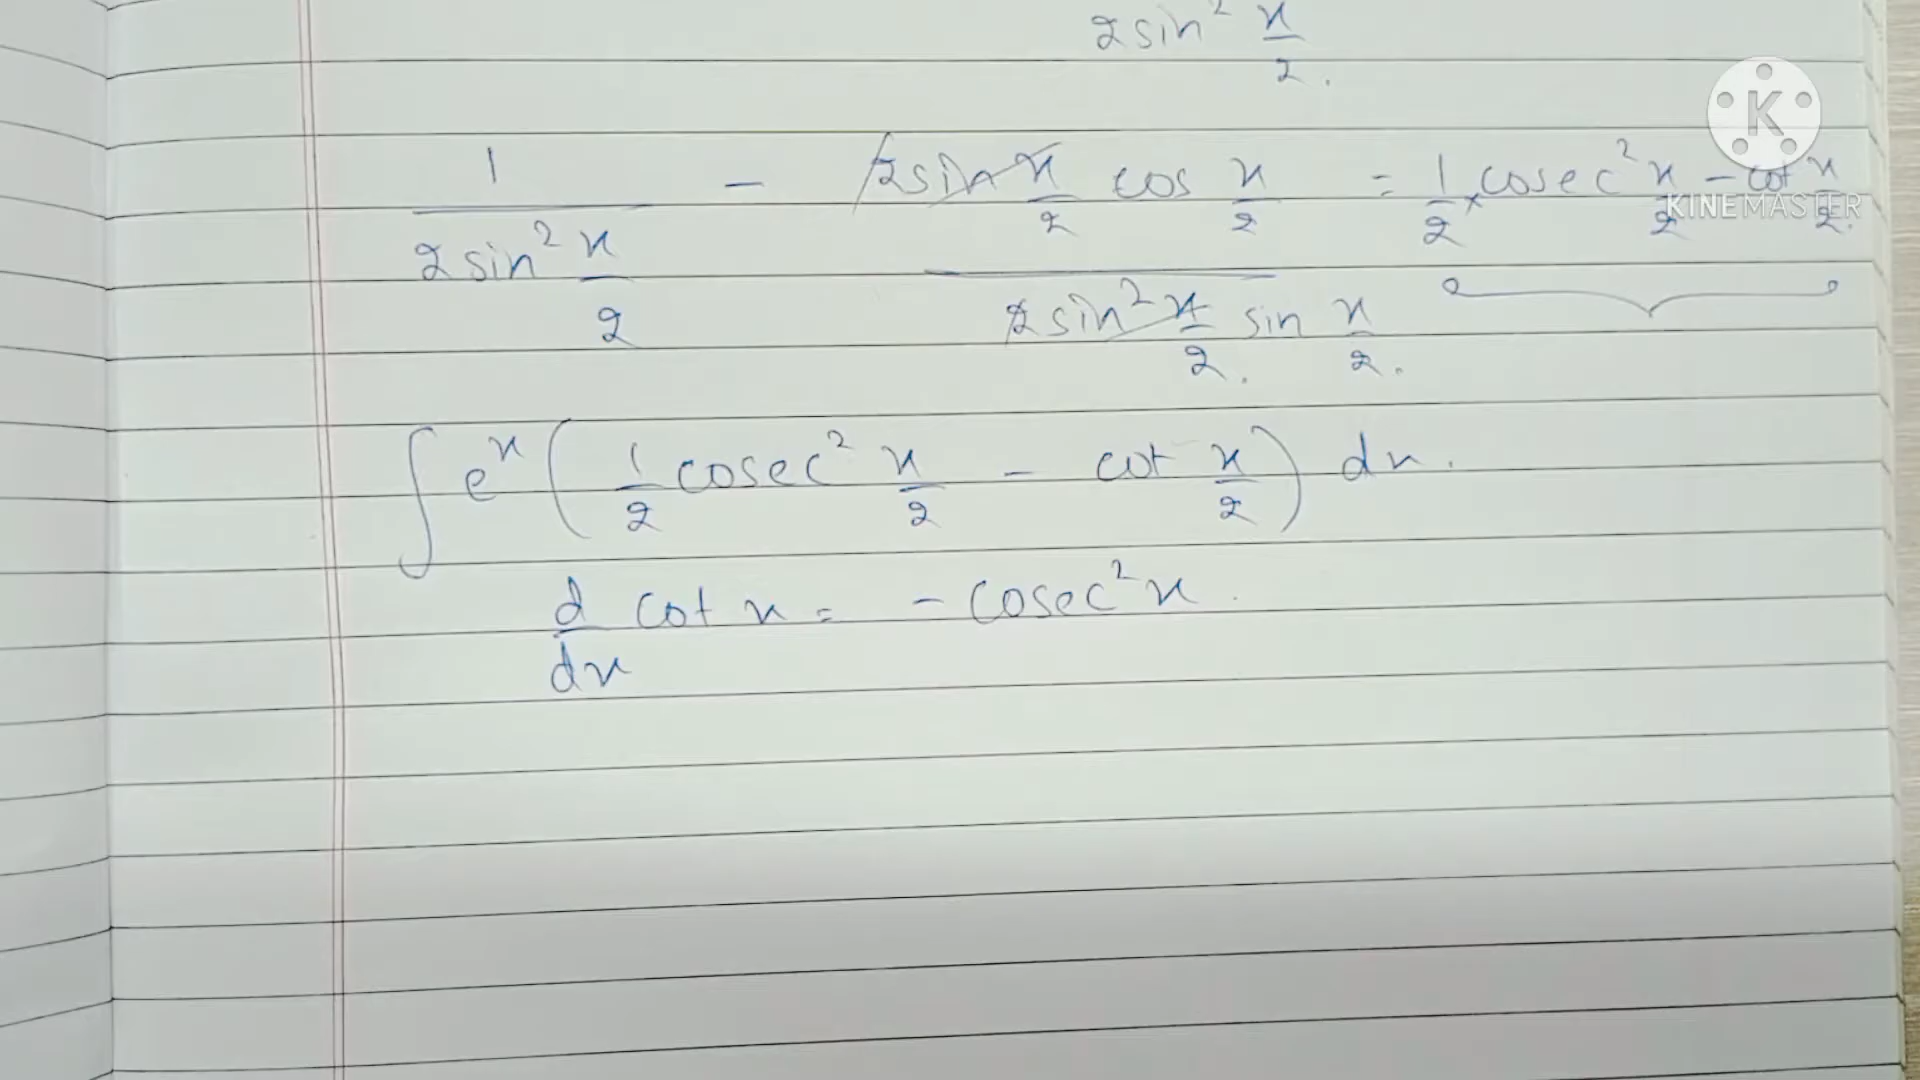 2sin² x/2.
1/(2sin² x/2) - (2sin x/2 cos x/2)/(2sin² x/2. sin x/2.) = 1/2 × cosec² x/2 - cot x/2.
KINEMASTER
∫ eˣ ( 1/2 cosec² x/2 - cot x/2 ) dx.
d/dx cot x = - cosec² x.